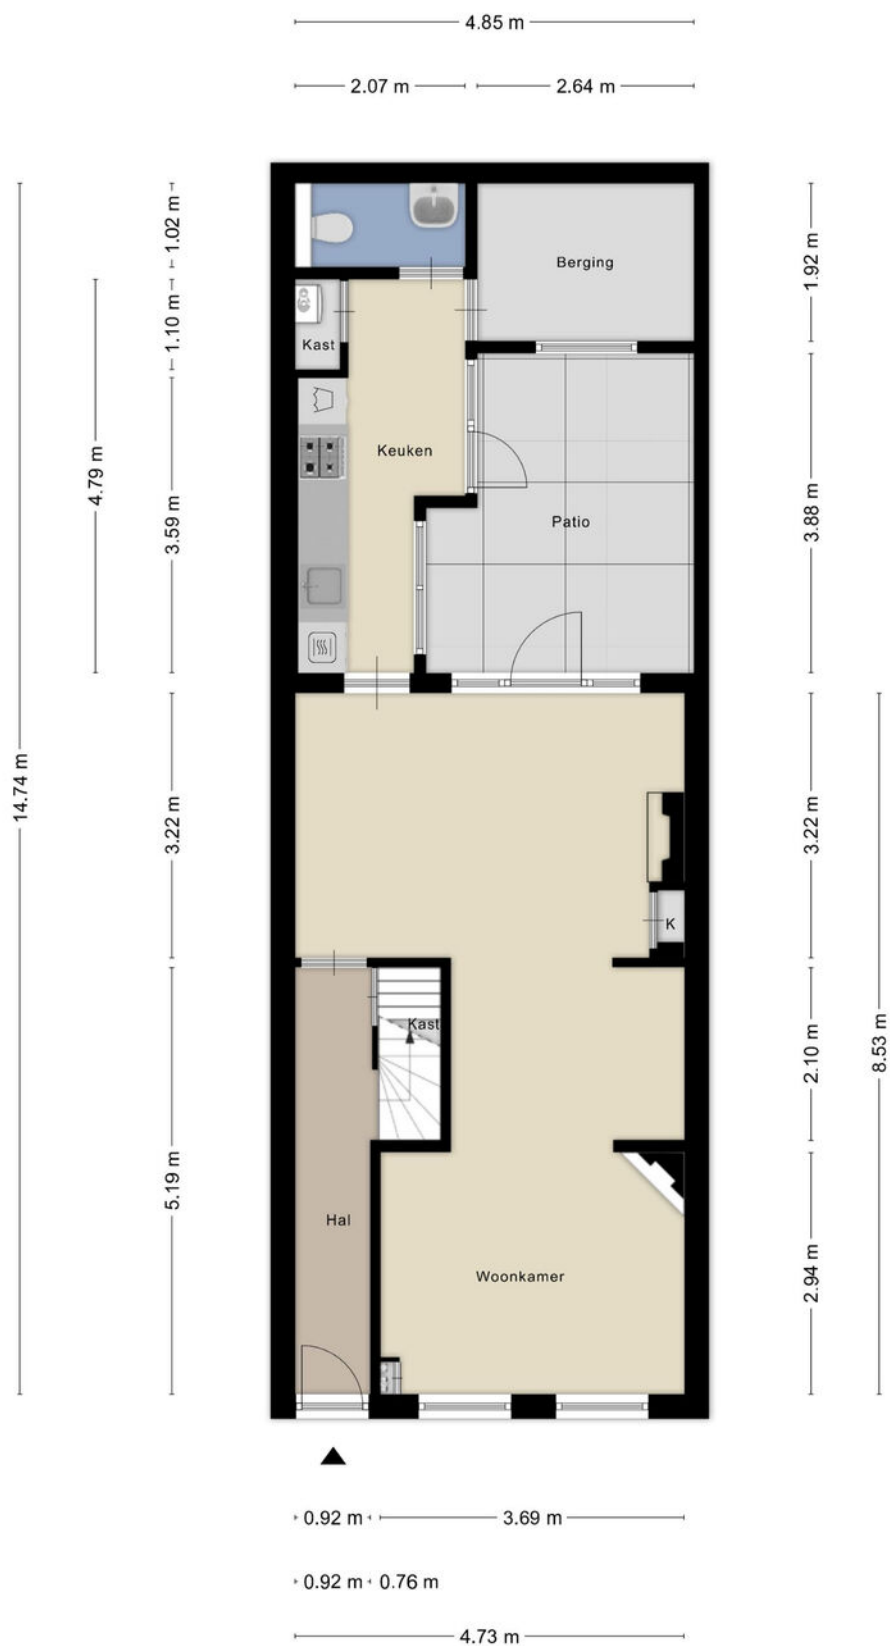 4.85 m
2.07 m
2.64 m
1.02 m
1.92 m
Berging
1.10 m
Kast
4.79 m
Keuken
3.59 m
3.88 m
Patio
14.74 m
3.22 m
3.22 m
K
Kast
8.53 m
2.10 m
5.19 m
Hal
2.94 m
Woonkamer
0.92 m
3.69 m
0.92 m
0.76 m
4.73 m